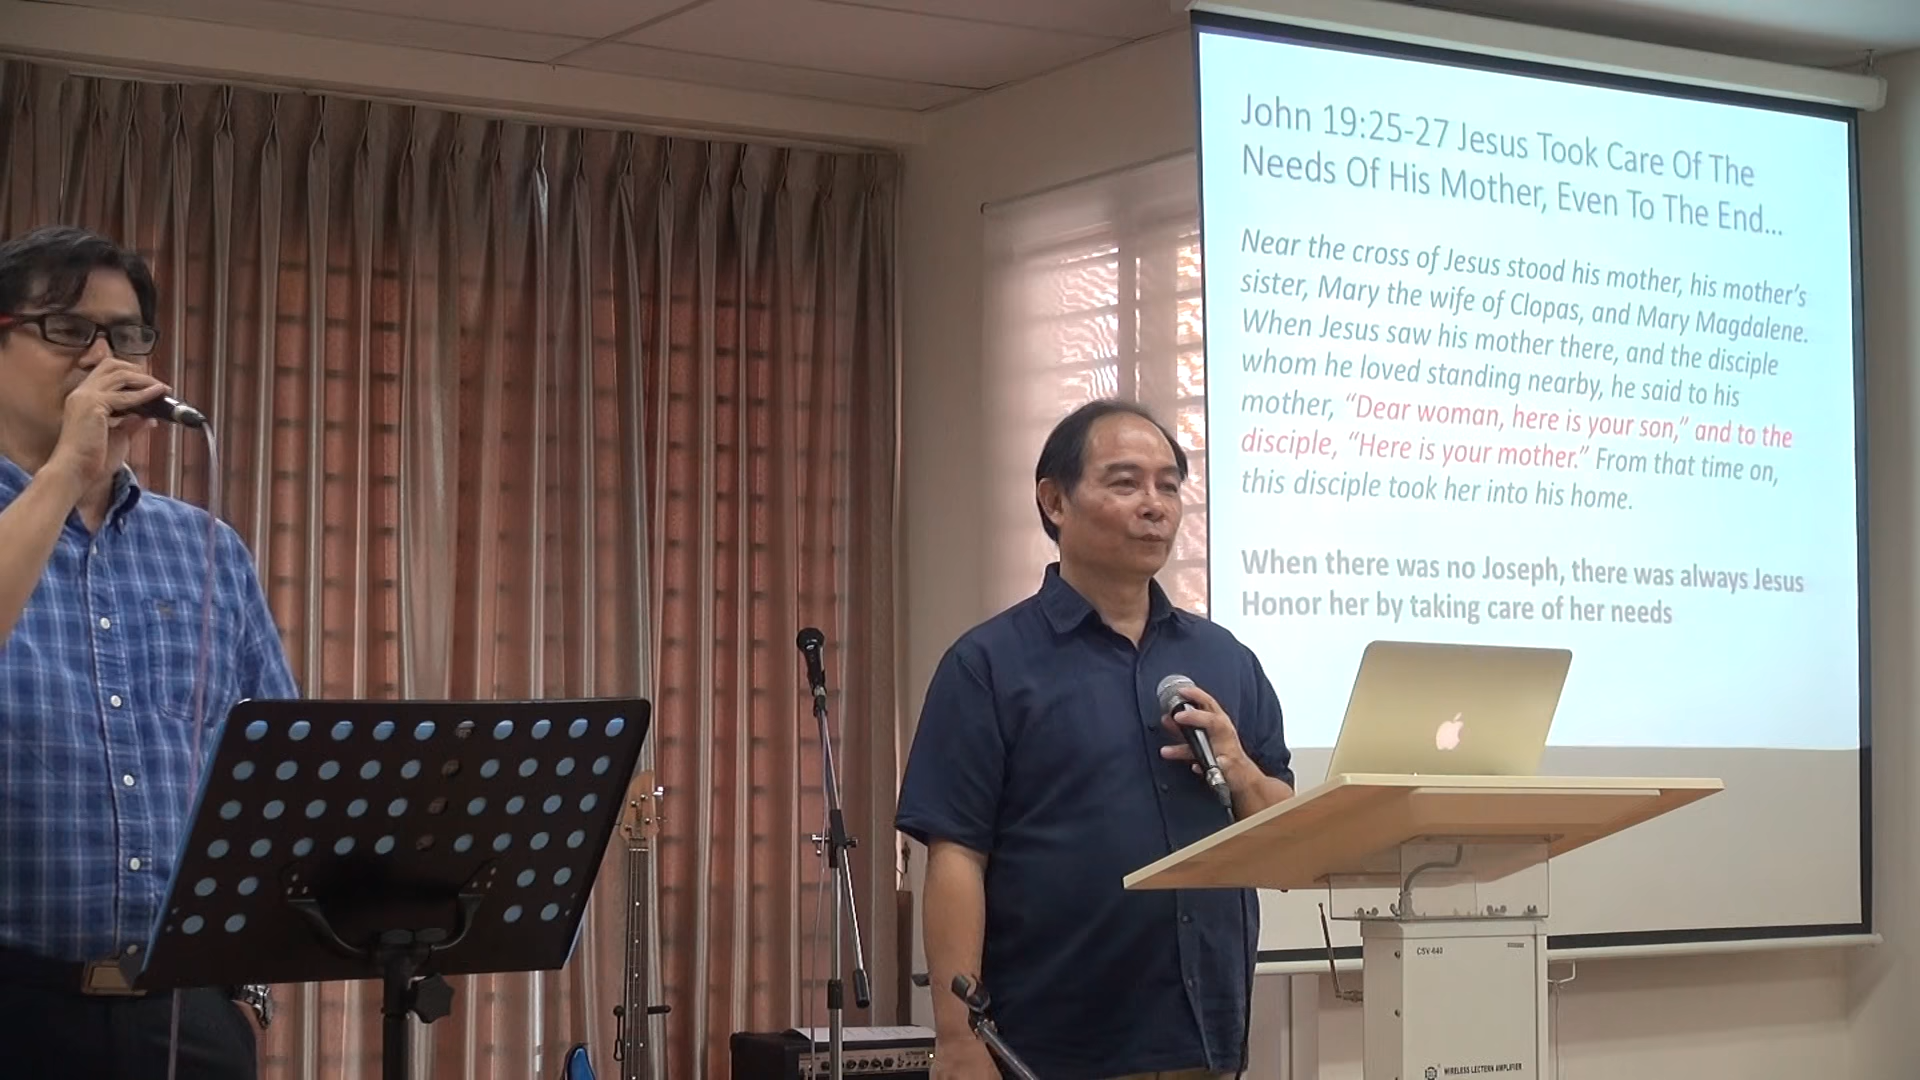 John 19:25-27 Jesus Took Care Of The
Needs Of His Mother, Even To The End...
Near the cross of Jesus stood his mother, his mother's
sister, Mary the wife of Clopas, and Mary Magdalene.
When Jesus saw his mother there, and the disciple
whom he loved standing nearby, he said to his
mother, “Dear woman, here is your son,” and to the
disciple, “Here is your mother.” From that time on,
this disciple took her into his home.
When there was no Joseph, there was always Jesus
Honor her by taking care of her needs
CSV-640
WIRELESS LECTERN AMPLIFIER